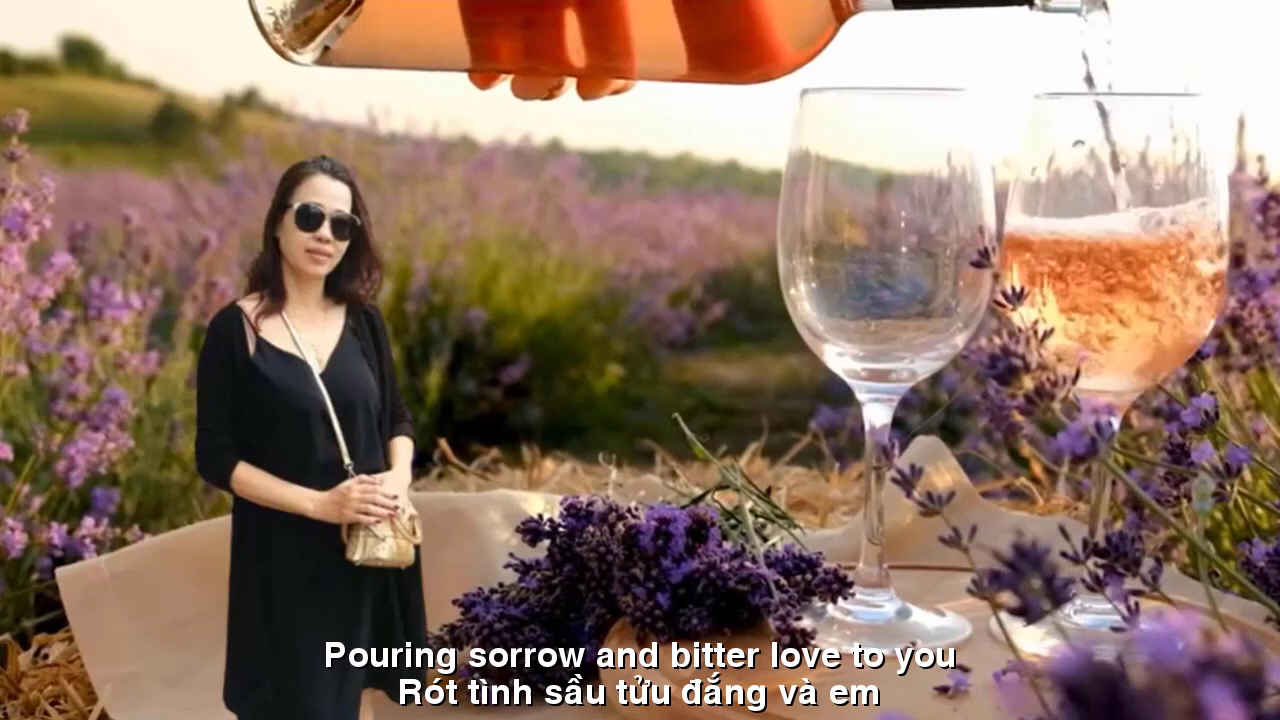 Pouring sorrow and bitter love to you
Rót tình sầu tửu đắng và em